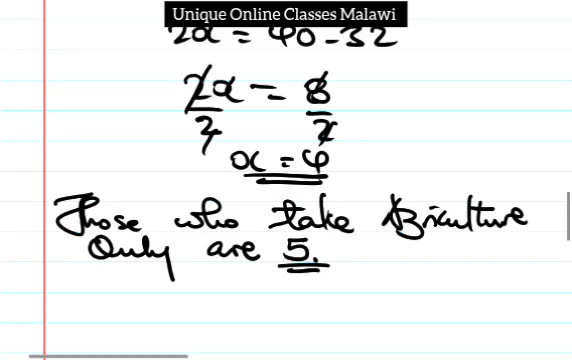 Unique Online Classes Malawi
2x = 40 - 32
2x = 8
2 2
x = 4
Those who take Agriculture
Only are 5.